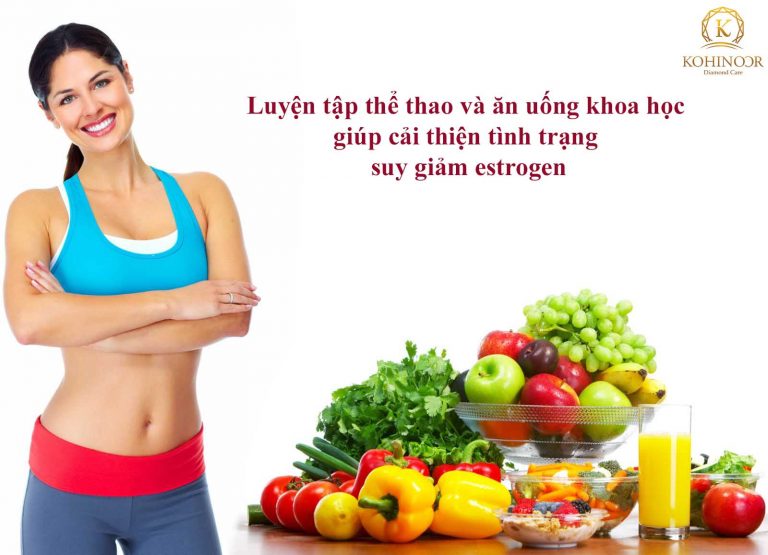 K
KOHINOOR
Diamond Care
Luyện tập thể thao và ăn uống khoa học
giúp cải thiện tình trạng
suy giảm estrogen